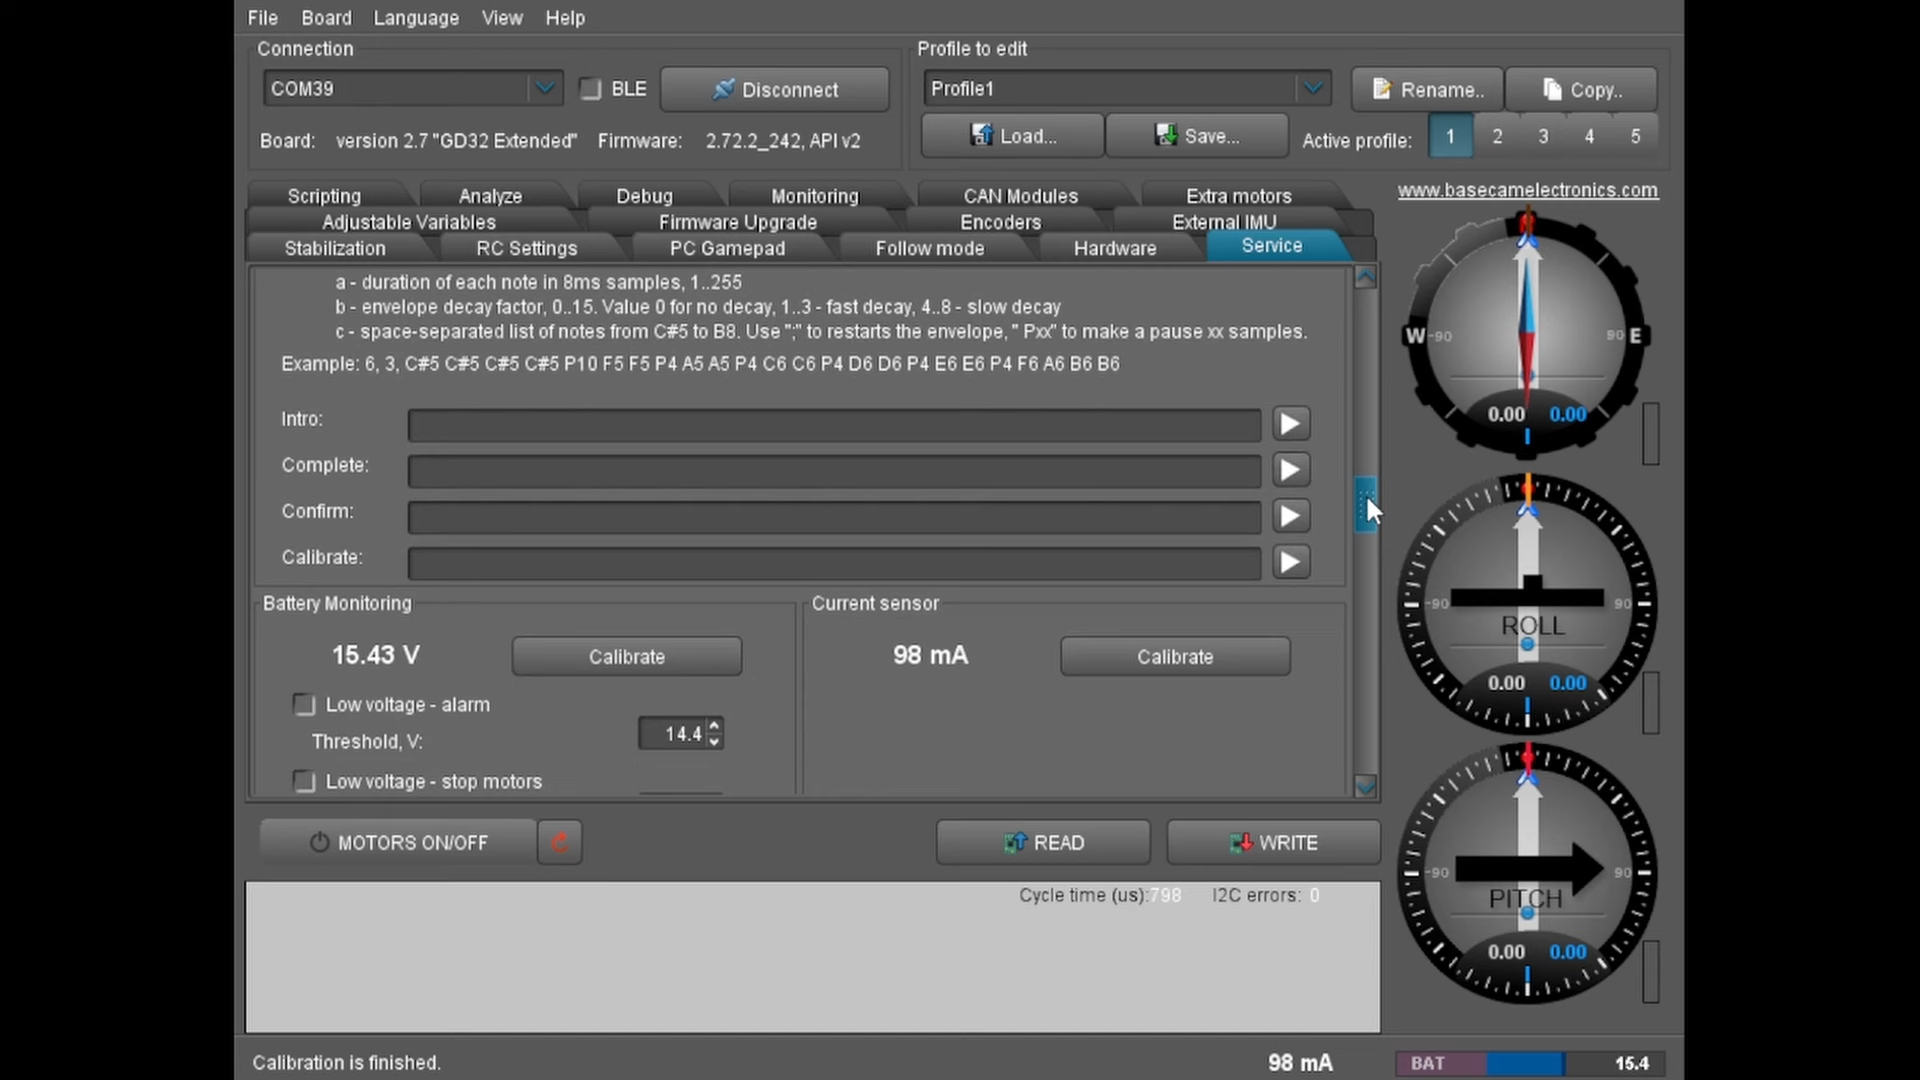 File Board Language View Help
Connection
Profile to edit
COM39 BLE Disconnect
Profile1 Rename.. Copy..
Board: version 2.7 "GD32 Extended" Firmware: 2.72.2_242, API v2
Load... Save... Active profile: 1 2 3 4 5
Scripting Analyze Debug Monitoring CAN Modules Extra motors
www.basecamelectronics.com
Adjustable Variables Firmware Upgrade Encoders External IMU
Stabilization RC Settings PC Gamepad Follow mode Hardware Service
a - duration of each note in 8ms samples, 1..255
b - envelope decay factor, 0..15. Value 0 for no decay, 1..3 - fast decay, 4..8 - slow decay
c - space-separated list of notes from C#5 to B8. Use ";" to restarts the envelope, " Pxx" to make a pause xx samples.
Example: 6, 3, C#5 C#5 C#5 C#5 P10 F5 F5 P4 A5 A5 P4 C6 C6 P4 D6 D6 P4 E6 E6 P4 F6 A6 B6 B6
Intro:
Complete:
Confirm:
Calibrate:
W -90 90 E
0.00 0.00
Battery Monitoring
Current sensor
15.43 V Calibrate
98 mA Calibrate
Low voltage - alarm
Threshold, V: 14.4
Low voltage - stop motors
-90 90
ROLL
0.00 0.00
MOTORS ON/OFF READ WRITE
Cycle time (us):798 I2C errors: 0
-90 90
PITCH
0.00 0.00
Calibration is finished. 98 mA BAT 15.4